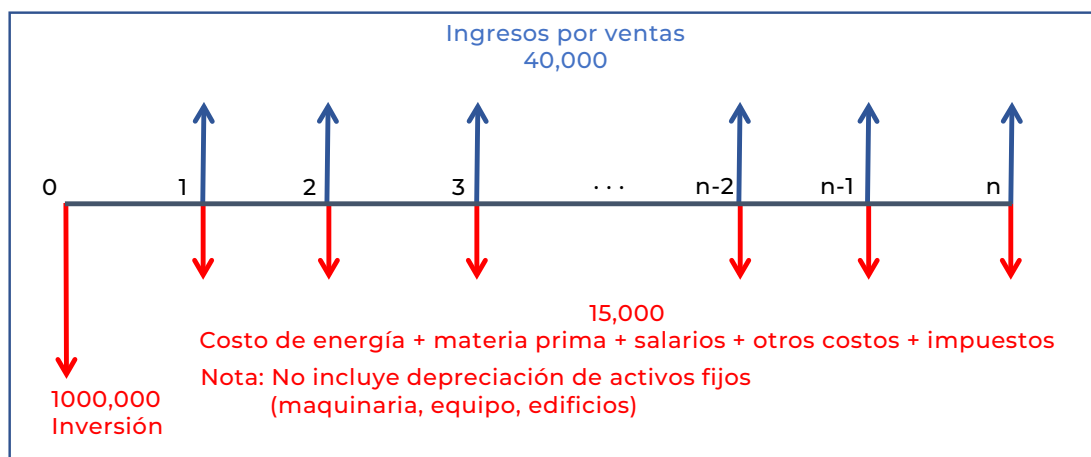 Ingresos por ventas
40,000
0 1 2 3 ... n-2 n-1 n
15,000
Costo de energía + materia prima + salarios + otros costos + impuestos
Nota: No incluye depreciación de activos fijos
(maquinaria, equipo, edificios)
1000,000
Inversión